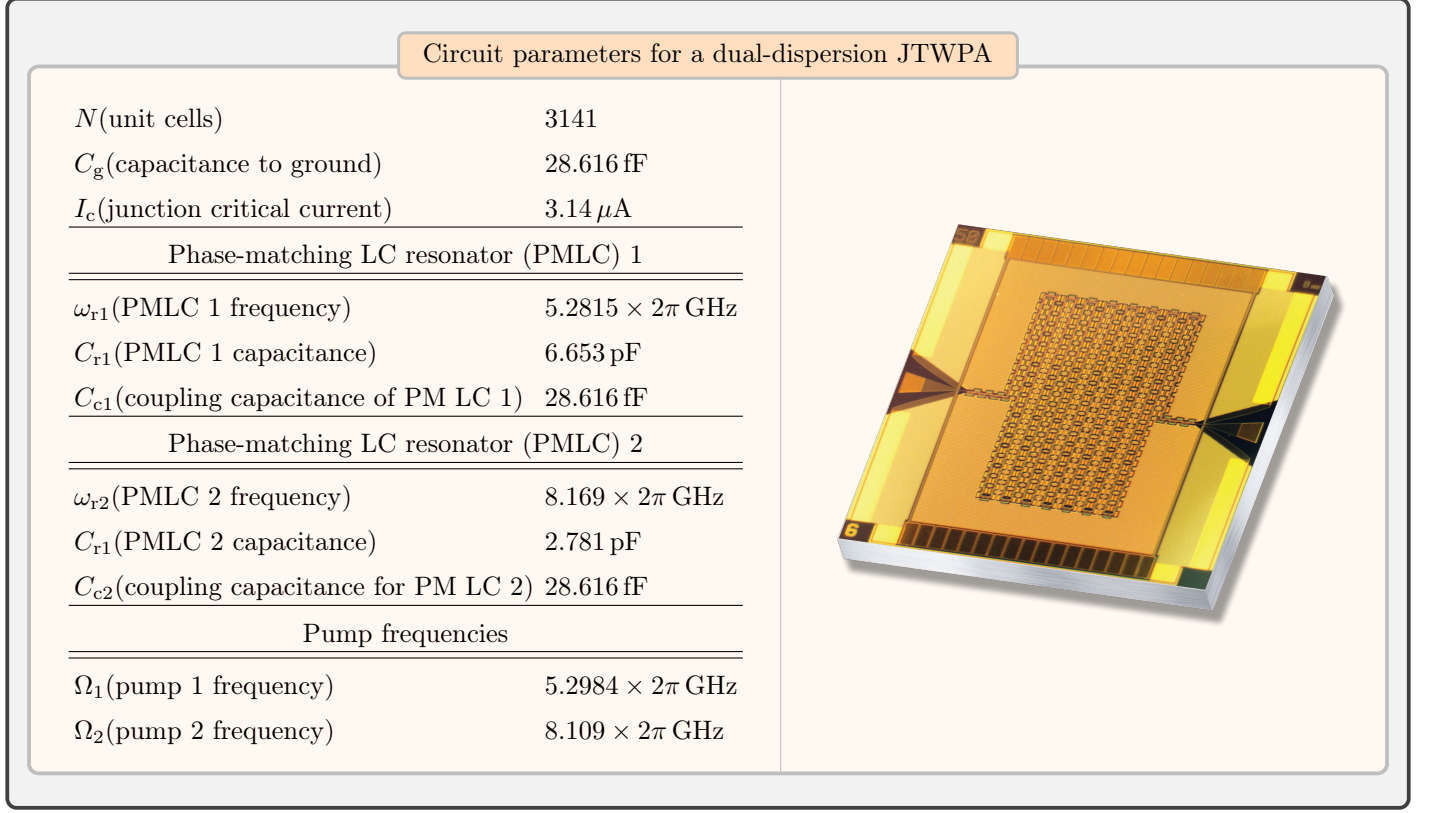 Circuit parameters for a dual-dispersion JTWPA
N(unit cells) 3141
C_g(capacitance to ground) 28.616 fF
I_c(junction critical current) 3.14 μA
Phase-matching LC resonator (PMLC) 1
ω_r1(PMLC 1 frequency) 5.2815 × 2π GHz
C_r1(PMLC 1 capacitance) 6.653 pF
C_c1(coupling capacitance of PM LC 1) 28.616 fF
Phase-matching LC resonator (PMLC) 2
ω_r2(PMLC 2 frequency) 8.169 × 2π GHz
C_r1(PMLC 2 capacitance) 2.781 pF
C_c2(coupling capacitance for PM LC 2) 28.616 fF
Pump frequencies
Ω_1(pump 1 frequency) 5.2984 × 2π GHz
Ω_2(pump 2 frequency) 8.109 × 2π GHz
6